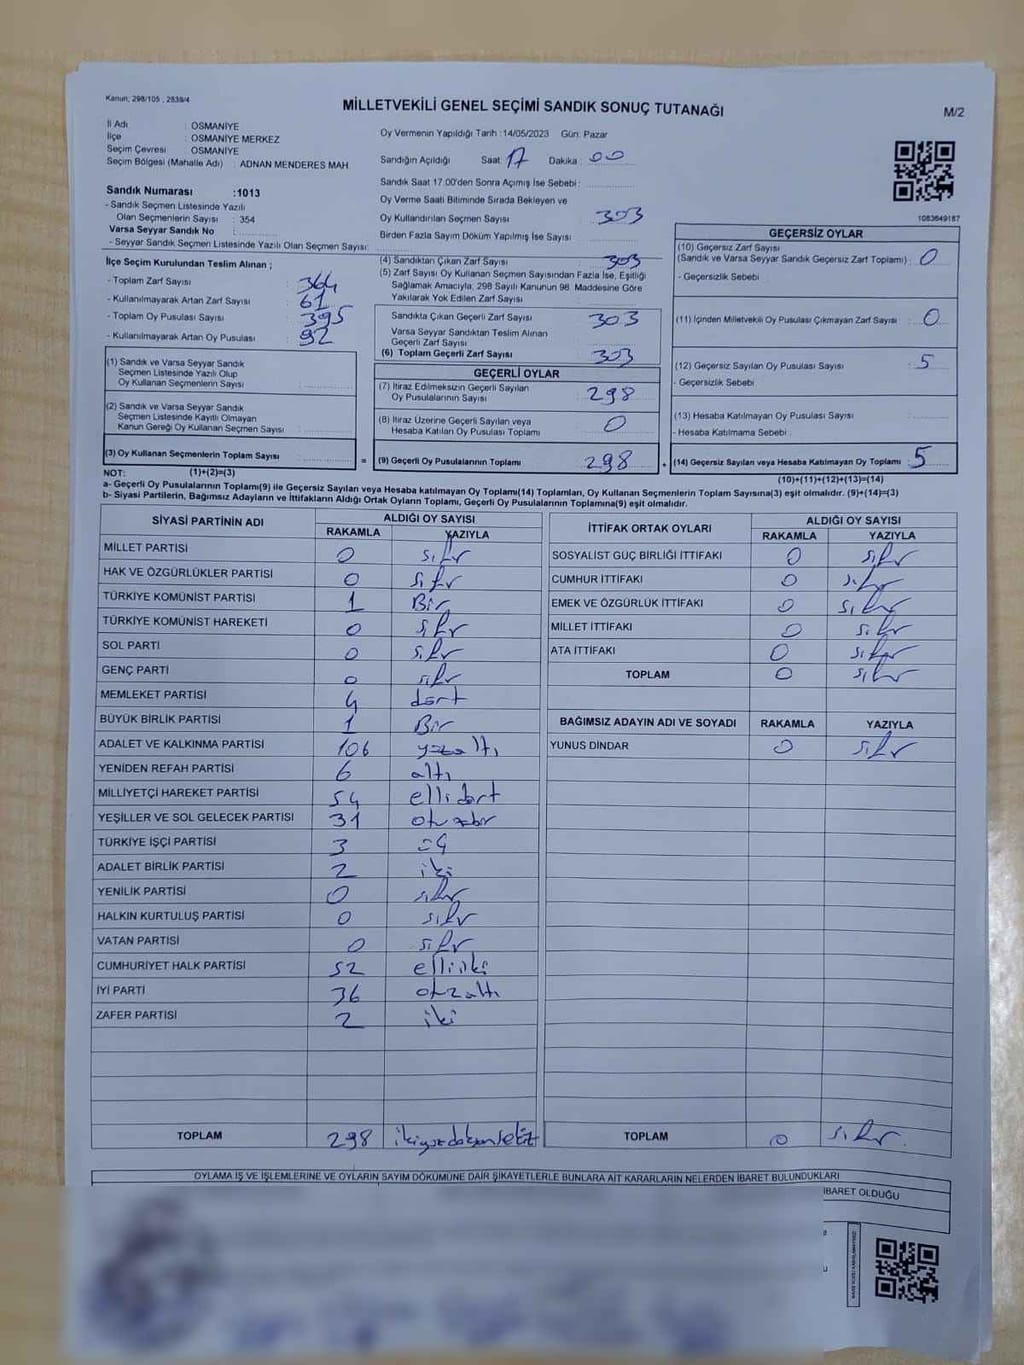 Kanun; 298/105 , 2839/4
MİLLETVEKİLİ GENEL SEÇİMİ SANDIK SONUÇ TUTANAĞI
M/2
İl Adı : OSMANİYE
İlçe : OSMANİYE MERKEZ
Seçim Çevresi : OSMANİYE
Seçim Bölgesi (Mahalle Adı) : ADNAN MENDERES MAH
Sandık Numarası :1013
- Sandık Seçmen Listesinde Yazılı
Olan Seçmenlerin Sayısı : 354
Varsa Seyyar Sandık No :
- Seyyar Sandık Seçmen Listesinde Yazılı Olan Seçmen Sayısı:
Oy Vermenin Yapıldığı Tarih :14/05/2023 Gün: Pazar
Sandığın Açıldığı Saat: 17 Dakika : 00
Sandık Saat 17:00'den Sonra Açımış İse Sebebi :
Oy Verme Saati Bitiminde Sırada Bekleyen ve
Oy Kullandırılan Seçmen Sayısı : 303
Birden Fazla Sayım Döküm Yapılmış İse Sayısı :
1083649187
İlçe Seçim Kurulundan Teslim Alınan ;
- Toplam Zarf Sayısı : 364
- Kullanılmayarak Artan Zarf Sayısı : 61
- Toplam Oy Pusulası : 395
- Kullanılmayarak Artan Oy Pusulası : 92
(1) Sandık ve Varsa Seyyar Sandık
Seçmen Listesinde Yazılı Olup
Oy Kullanan Seçmenlerin Sayısı :
(2) Sandık ve Varsa Seyyar Sandık
Seçmen Listesinde Kayıtlı Olmayan
Kanun Gereği Oy Kullanan Seçmen Sayısı :
(3) Oy Kullanan Seçmenlerin Toplam Sayısı :
(4) Sandıktan Çıkan Zarf Sayısı : 303
(5) Zarf Sayısı Oy Kullanan Seçmen Sayısından Fazla İse, Eşitliği
Sağlamak Amacıyla, 298 Sayılı Kanunun 98. Maddesine Göre
Yakılarak Yok Edilen Zarf Sayısı :
Sandıkta Çıkan Geçerli Zarf Sayısı : 303
Varsa Seyyar Sandıktan Teslim Alınan
Geçerli Zarf Sayısı :
(6) Toplam Geçerli Zarf Sayısı : 303
GEÇERLİ OYLAR
(7) İtiraz Edilmeksizin Geçerli Sayılan
Oy Pusulalarının Sayısı : 298
(8) İtiraz Üzerine Geçerli Sayılan veya
Hesaba Katılan Oy Pusulası Toplamı : 0
= (9) Geçerli Oy Pusulalarının Toplamı : 298 +
GEÇERSİZ OYLAR
(10) Geçersiz Zarf Sayısı
(Sandık ve Varsa Seyyar Sandık Geçersiz Zarf Toplamı) : 0
- Geçersizlik Sebebi
(11) İçinden Milletvekili Oy Pusulası Çıkmayan Zarf Sayısı : 0
(12) Geçersiz Sayılan Oy Pusulası Sayısı : 5
- Geçersizlik Sebebi
(13) Hesaba Katılmayan Oy Pusulası Sayısı :
- Hesaba Katılmama Sebebi :
(14) Geçersiz Sayılan veya Hesaba Katılmayan Oy Toplamı : 5
NOT: (1)+(2)=(3) (10)+(11)+(12)+(13)=(14)
a- Geçerli Oy Pusulalarının Toplamı(9) ile Geçersiz Sayılan veya Hesaba katılmayan Oy Toplamı(14) Toplamları, Oy Kullanan Seçmenlerin Toplam Sayısına(3) eşit olmalıdır. (9)+(14)=(3)
b- Siyasi Partilerin, Bağımsız Adayların ve İttifakların Aldığı Ortak Oyların Toplamı, Geçerli Oy Pusulalarının Toplamına(9) eşit olmalıdır.
SİYASİ PARTİNİN ADI ALDIĞI OY SAYISI
RAKAMLA YAZIYLA
MİLLET PARTİSİ 0 sıfır
HAK VE ÖZGÜRLÜKLER PARTİSİ 0 sıfır
TÜRKİYE KOMÜNİST PARTİSİ 1 Bir
TÜRKİYE KOMÜNİST HAREKETİ 0 sıfır
SOL PARTİ 0 sıfır
GENÇ PARTİ 0 sıfır
MEMLEKET PARTİSİ 4 dört
BÜYÜK BİRLİK PARTİSİ 1 Bir
ADALET VE KALKINMA PARTİSİ 106 yüzaltı
YENİDEN REFAH PARTİSİ 6 altı
MİLLİYETÇİ HAREKET PARTİSİ 54 ellidört
YEŞİLLER VE SOL GELECEK PARTİSİ 31 otuzbir
TÜRKİYE İŞÇİ PARTİSİ 3 üç
ADALET BİRLİK PARTİSİ 2 iki
YENİLİK PARTİSİ 0 sıfır
HALKIN KURTULUŞ PARTİSİ 0 sıfır
VATAN PARTİSİ 0 sıfır
CUMHURİYET HALK PARTİSİ 52 elliiki
İYİ PARTİ 36 otuzaltı
ZAFER PARTİSİ 2 iki
TOPLAM 298 ikiyüzdoksansekiz
İTTİFAK ORTAK OYLARI ALDIĞI OY SAYISI
RAKAMLA YAZIYLA
SOSYALİST GÜÇ BİRLİĞİ İTTİFAKI 0 sıfır
CUMHUR İTTİFAKI 0 sıfır
EMEK VE ÖZGÜRLÜK İTTİFAKI 0 sıfır
MİLLET İTTİFAKI 0 sıfır
ATA İTTİFAKI 0 sıfır
TOPLAM 0 sıfır
BAĞIMSIZ ADAYIN ADI VE SOYADI RAKAMLA YAZIYLA
YUNUS DİNDAR 0 sıfır
TOPLAM 0 sıfır
OYLAMA İŞ VE İŞLEMLERİNE VE OYLARIN SAYIM DÖKÜMÜNE DAİR ŞİKAYETLERLE BUNLARA AİT KARARLARIN NELERDEN İBARET BULUNDUKLARI
İBARET OLDUĞU